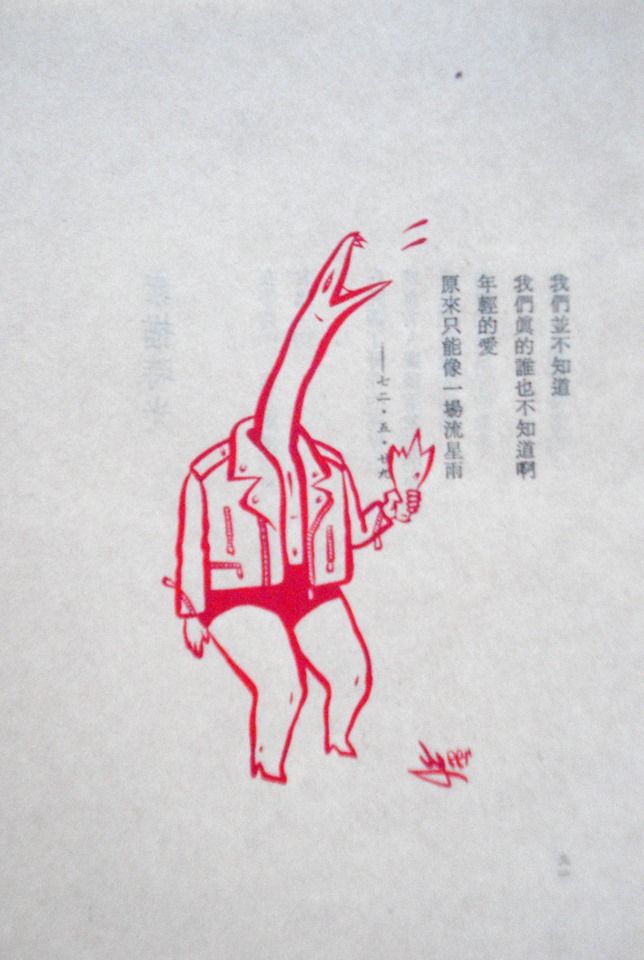 我們並不知道
我們眞的誰也不知道啊
年輕的愛
原來只能像一場流星雨
——七二・五・廿九